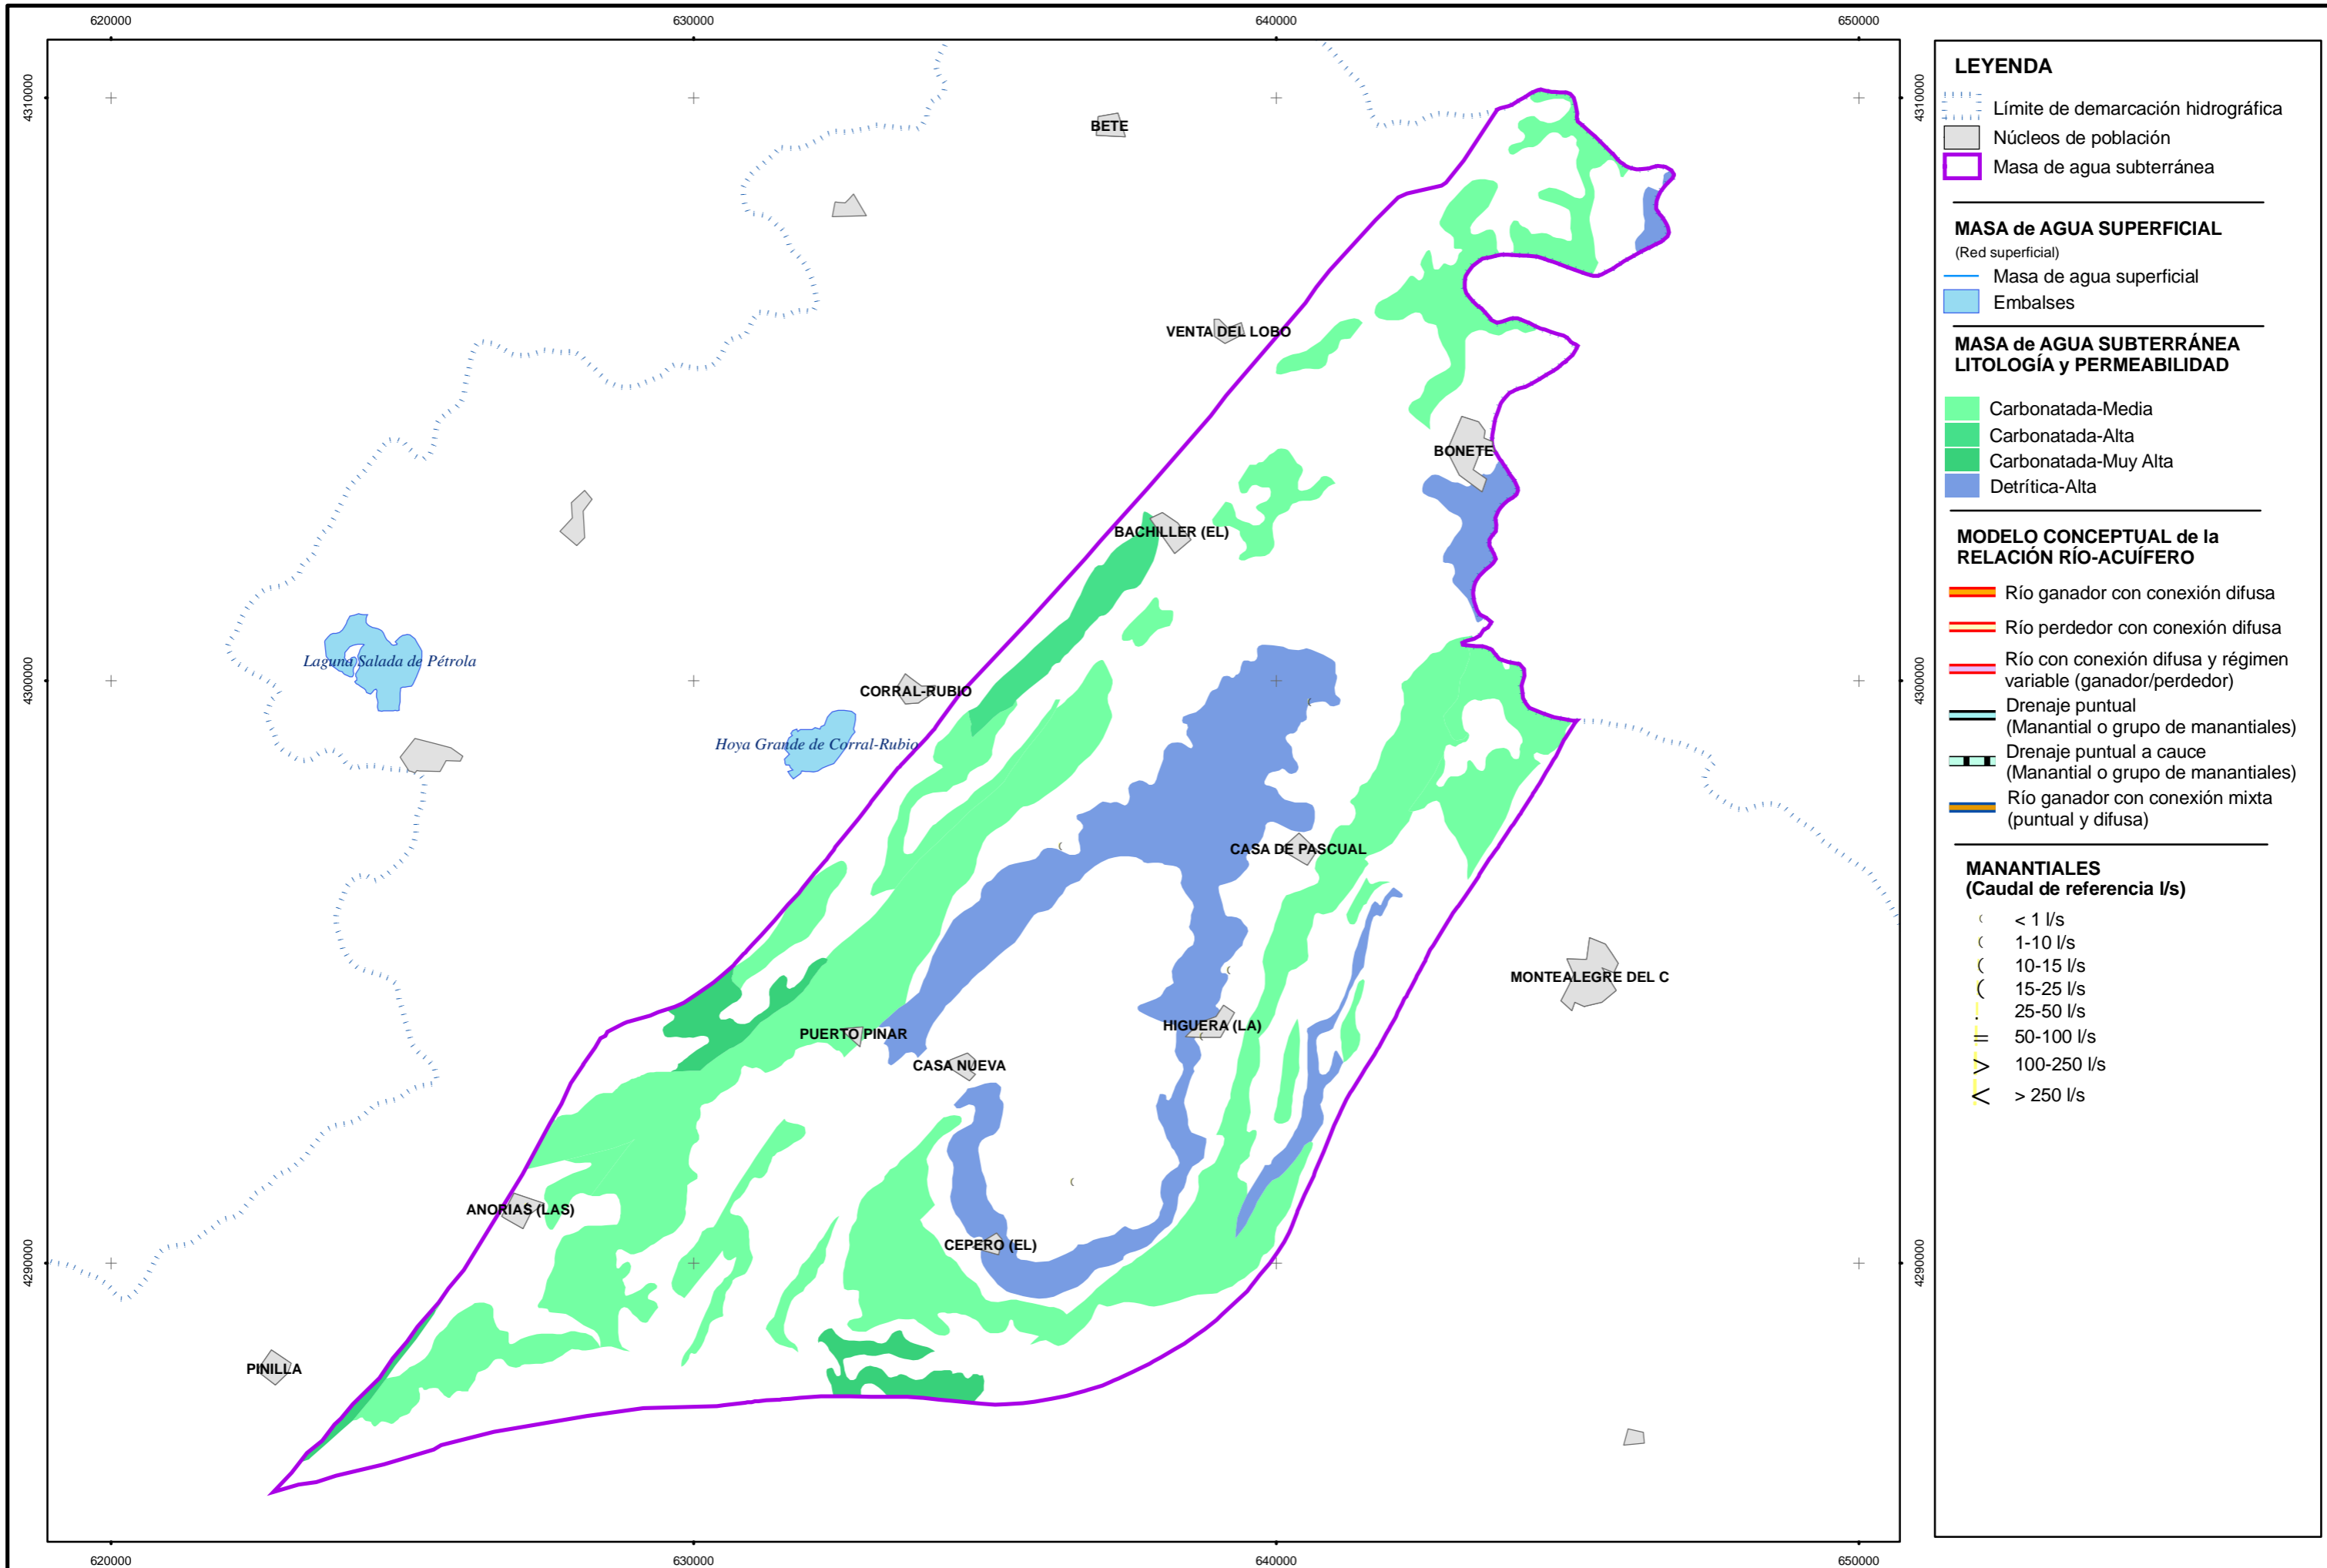 620000
630000
640000
650000
4310000
4310000
BETE
VENTA DEL LOBO
BONETE
BACHILLER (EL)
Laguna Salada de Pétrola
4300000
4300000
CORRAL-RUBIO
Hoya Grande de Corral-Rubio
CASA DE PASCUAL
MONTEALEGRE DEL C
HIGUERA (LA)
PUERTO PINAR
CASA NUEVA
ANORIAS (LAS)
CEPERO (EL)
4290000
4290000
PINILLA
620000
630000
640000
650000
LEYENDA
Límite de demarcación hidrográfica
Núcleos de población
Masa de agua subterránea
MASA de AGUA SUPERFICIAL
(Red superficial)
Masa de agua superficial
Embalses
MASA de AGUA SUBTERRÁNEA
LITOLOGÍA y PERMEABILIDAD
Carbonatada-Media
Carbonatada-Alta
Carbonatada-Muy Alta
Detrítica-Alta
MODELO CONCEPTUAL de la
RELACIÓN RÍO-ACUÍFERO
Río ganador con conexión difusa
Río perdedor con conexión difusa
Río con conexión difusa y régimen
variable (ganador/perdedor)
Drenaje puntual
(Manantial o grupo de manantiales)
Drenaje puntual a cauce
(Manantial o grupo de manantiales)
Río ganador con conexión mixta
(puntual y difusa)
MANANTIALES
(Caudal de referencia l/s)
< 1 l/s
1-10 l/s
10-15 l/s
15-25 l/s
25-50 l/s
50-100 l/s
100-250 l/s
> 250 l/s